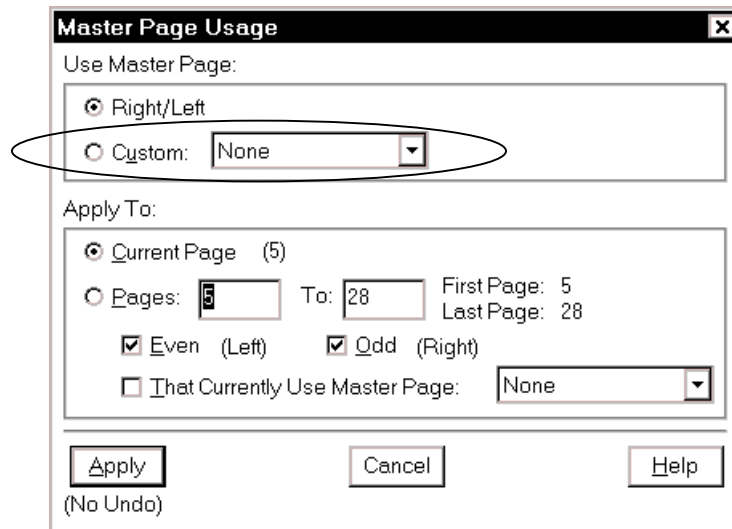 Master Page Usage
Use Master Page:
Right/Left
Custom: None
Apply To:
Current Page (5)
Pages: 5 To: 28 First Page: 5
Last Page: 28
Even (Left) Odd (Right)
That Currently Use Master Page: None
Apply Cancel Help
(No Undo)